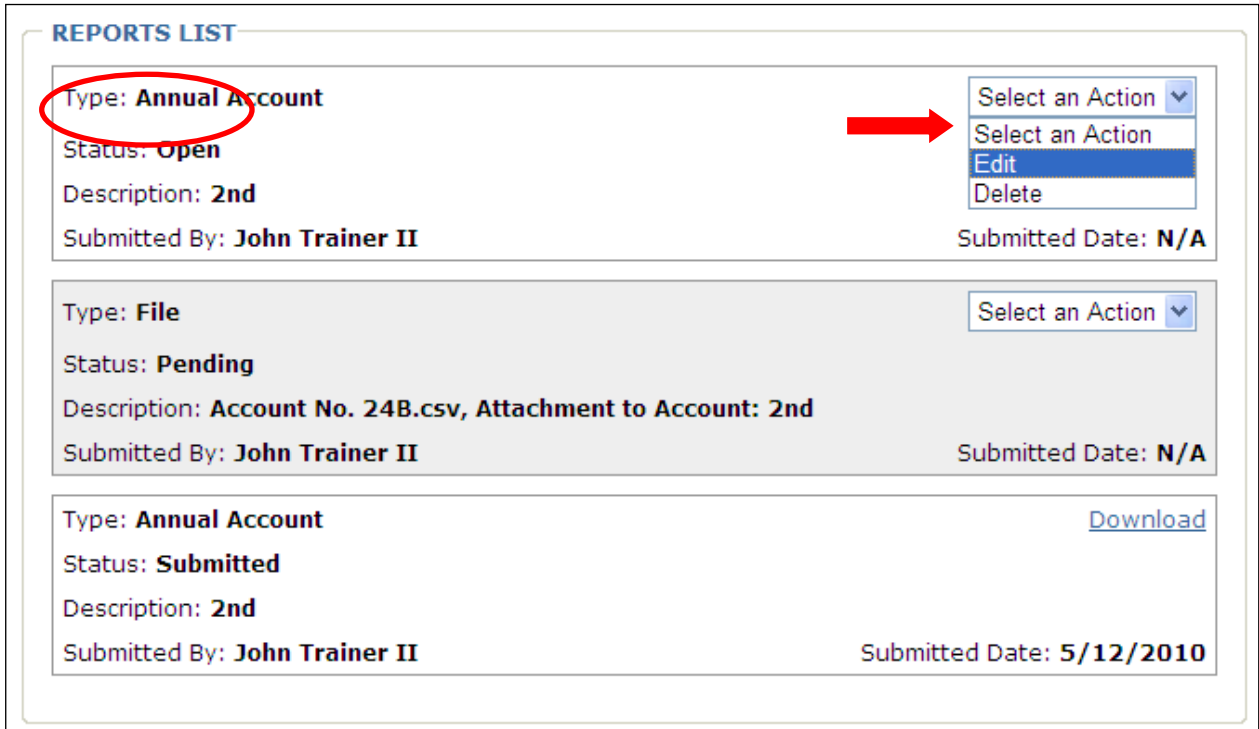 REPORTS LIST
Type: Annual Account
Select an Action
Select an Action
Edit
Delete
Status: Open
Description: 2nd
Submitted By: John Trainer II
Submitted Date: N/A
Type: File
Select an Action
Status: Pending
Description: Account No. 24B.csv, Attachment to Account: 2nd
Submitted By: John Trainer II
Submitted Date: N/A
Type: Annual Account
Download
Status: Submitted
Description: 2nd
Submitted By: John Trainer II
Submitted Date: 5/12/2010